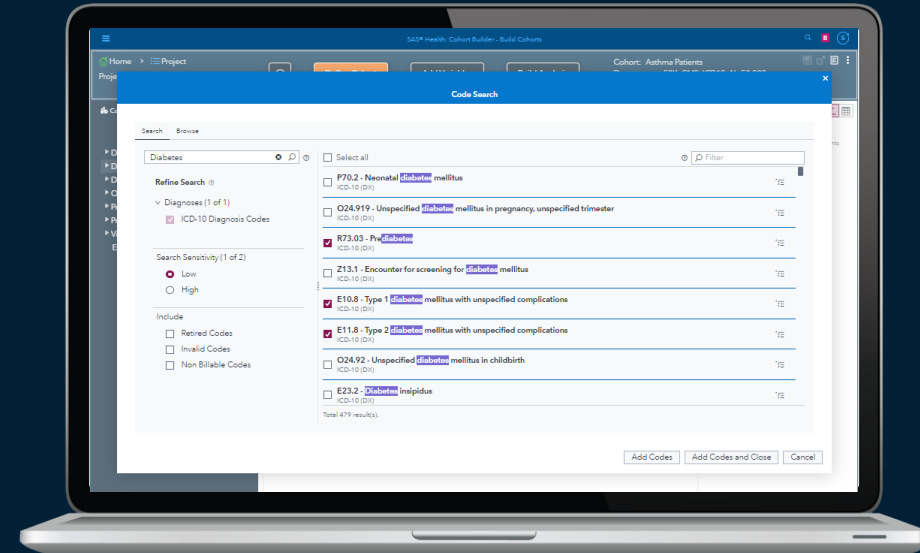 SAS® Health: Cohort Builder - Build Cohorts
Home > Project
Cohort: Asthma Patients
Code Search
Search Browse
Diabetes
Select all
Filter
Refine Search
Diagnoses (1 of 1)
ICD-10 Diagnosis Codes
Search Sensitivity (1 of 2)
Low
High
Include
Retired Codes
Invalid Codes
Non Billable Codes
P70.2 - Neonatal diabetes mellitus
ICD-10 (DX)
O24.919 - Unspecified diabetes mellitus in pregnancy, unspecified trimester
ICD-10 (DX)
R73.03 - Prediabetes
ICD-10 (DX)
Z13.1 - Encounter for screening for diabetes mellitus
ICD-10 (DX)
E10.8 - Type 1 diabetes mellitus with unspecified complications
ICD-10 (DX)
E11.8 - Type 2 diabetes mellitus with unspecified complications
ICD-10 (DX)
O24.92 - Unspecified diabetes mellitus in childbirth
ICD-10 (DX)
E23.2 - Diabetes insipidus
ICD-10 (DX)
Total 479 result(s).
Add Codes Add Codes and Close Cancel